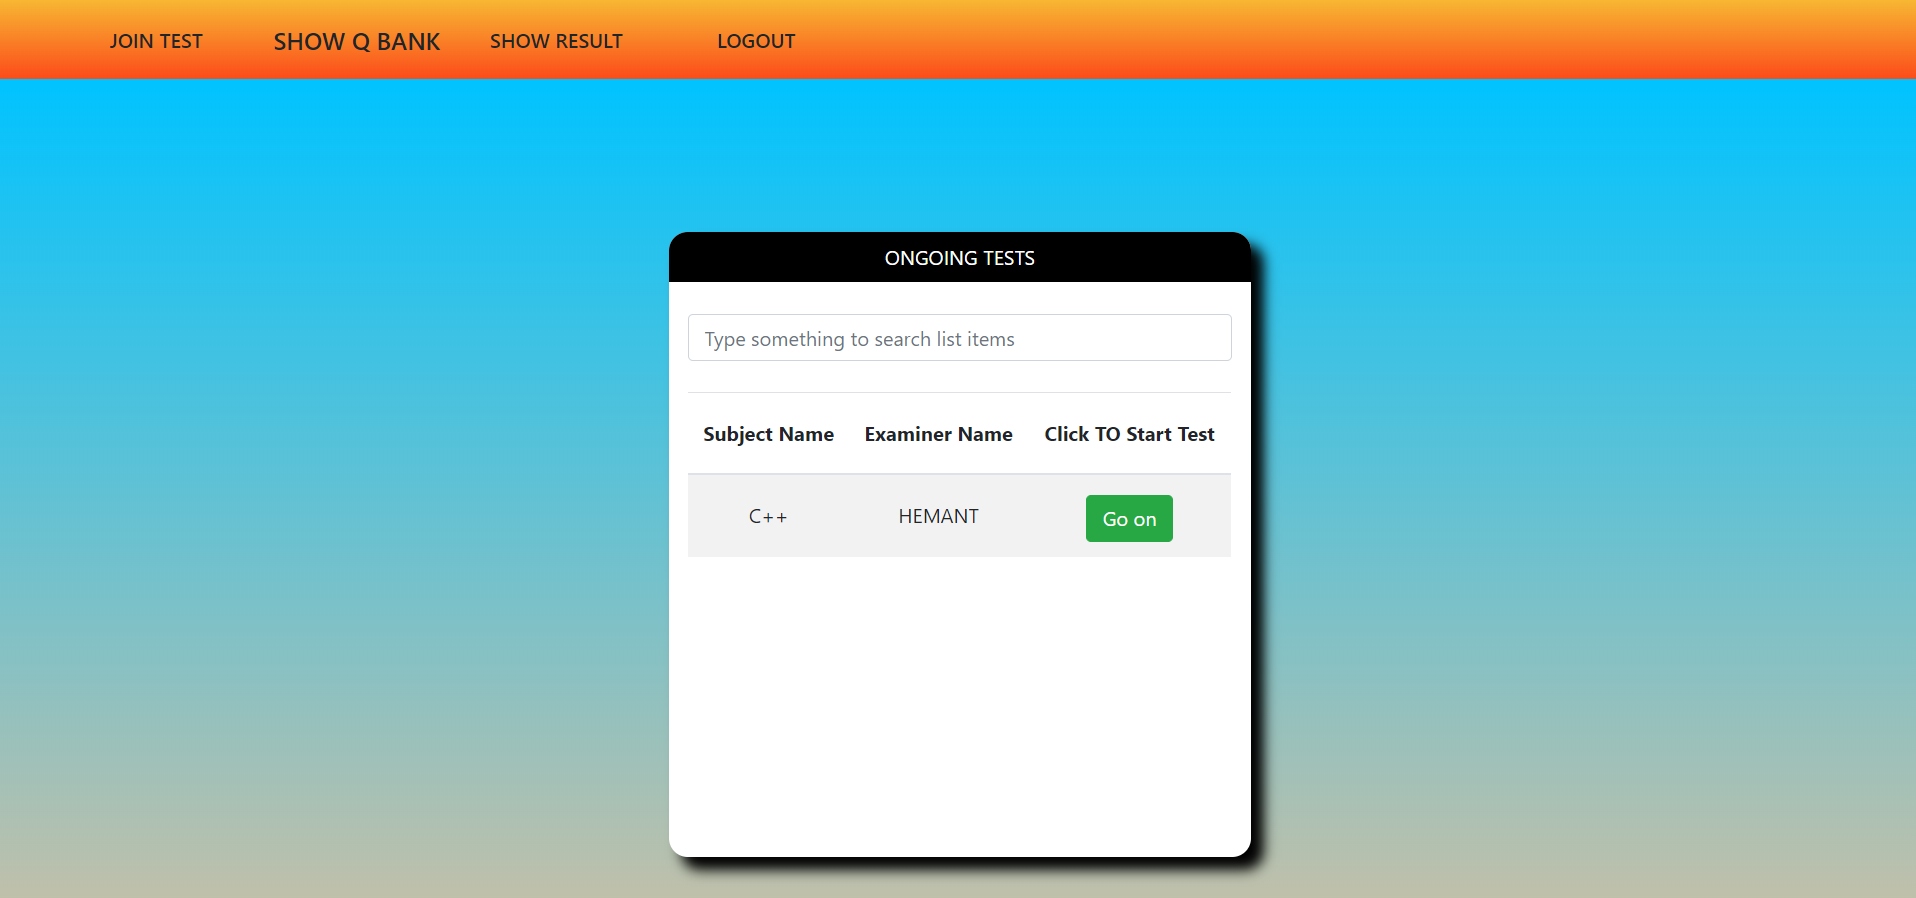 JOIN TEST SHOW Q BANK SHOW RESULT LOGOUT
ONGOING TESTS
Type something to search list items
Subject Name Examiner Name Click TO Start Test
C++ HEMANT Go on